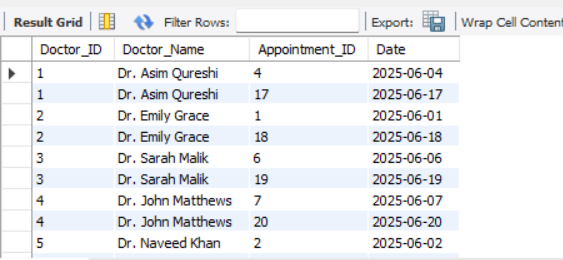 Result Grid Filter Rows: Export: Wrap Cell Conten
Doctor_ID Doctor_Name Appointment_ID Date
1 Dr. Asim Qureshi 4 2025-06-04
1 Dr. Asim Qureshi 17 2025-06-17
2 Dr. Emily Grace 1 2025-06-01
2 Dr. Emily Grace 18 2025-06-18
3 Dr. Sarah Malik 6 2025-06-06
3 Dr. Sarah Malik 19 2025-06-19
4 Dr. John Matthews 7 2025-06-07
4 Dr. John Matthews 20 2025-06-20
5 Dr. Naveed Khan 2 2025-06-02